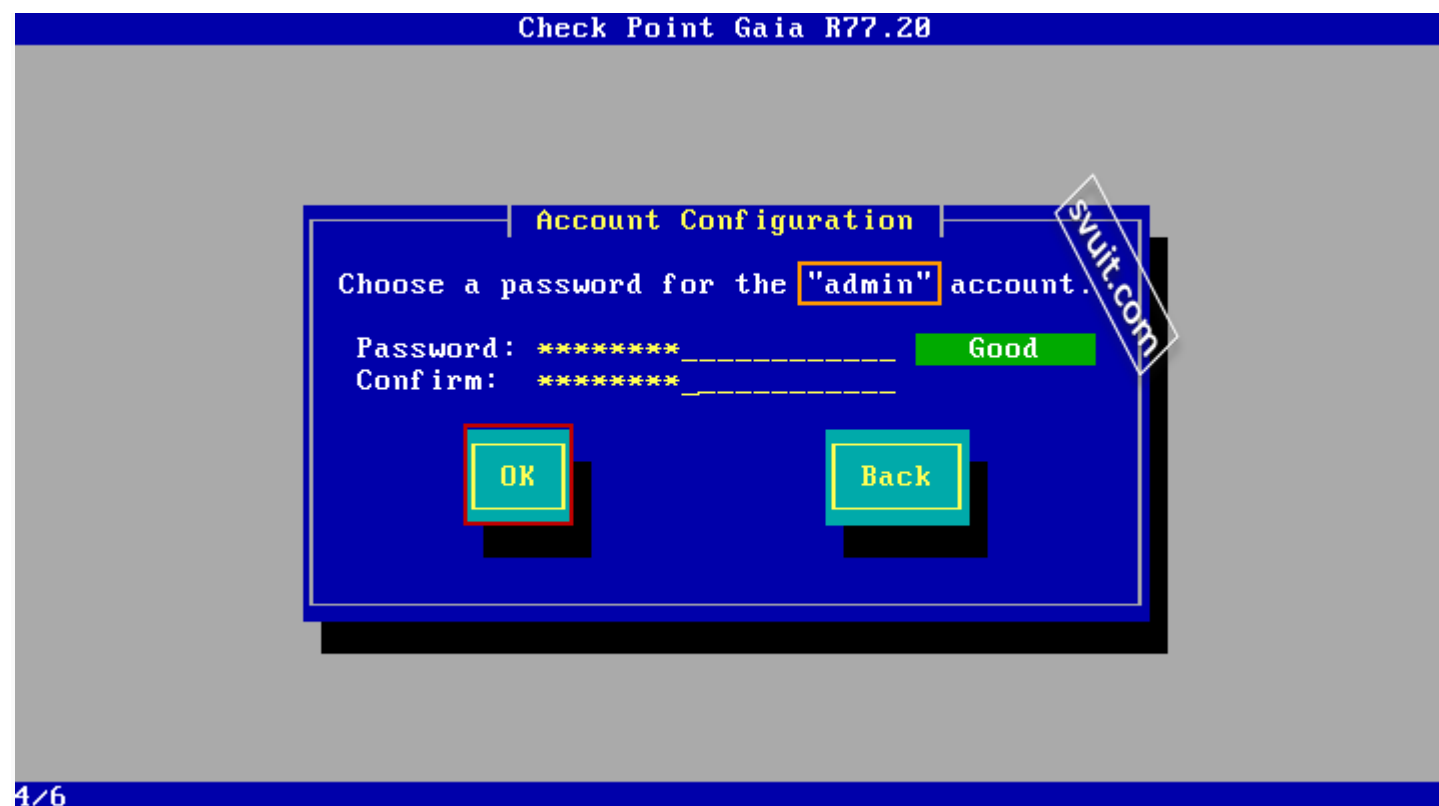 Check Point Gaia R77.20
Account Configuration
Choose a password for the "admin" account.
Password: ********____________ Good
Confirm: ********____________
OK Back
svuit.com
4/6